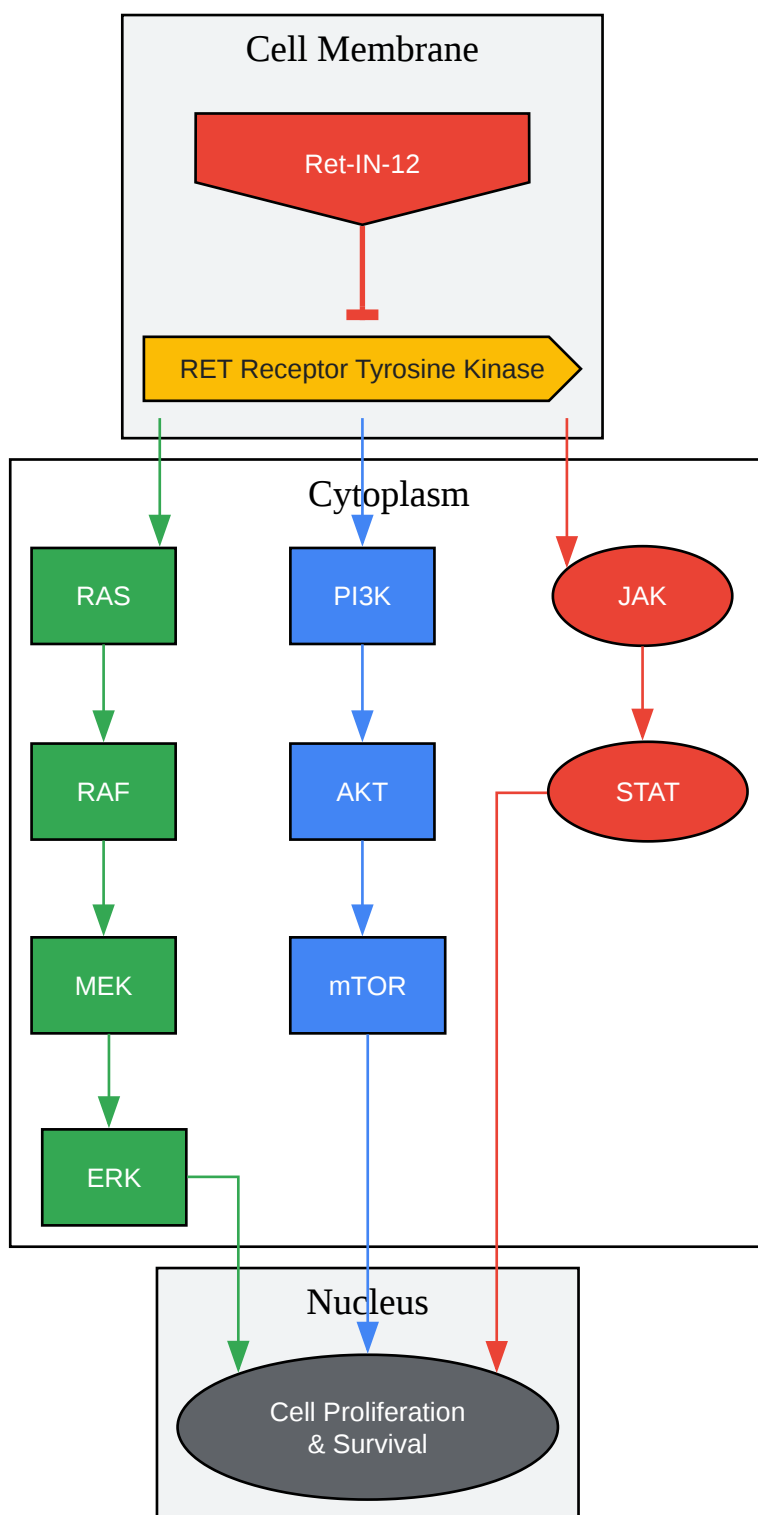 Cell Membrane
Ret-IN-12
RET Receptor Tyrosine Kinase
Cytoplasm
RAS
PI3K
JAK
RAF
AKT
STAT
MEK
mTOR
ERK
Nucleus
Cell Proliferation
& Survival